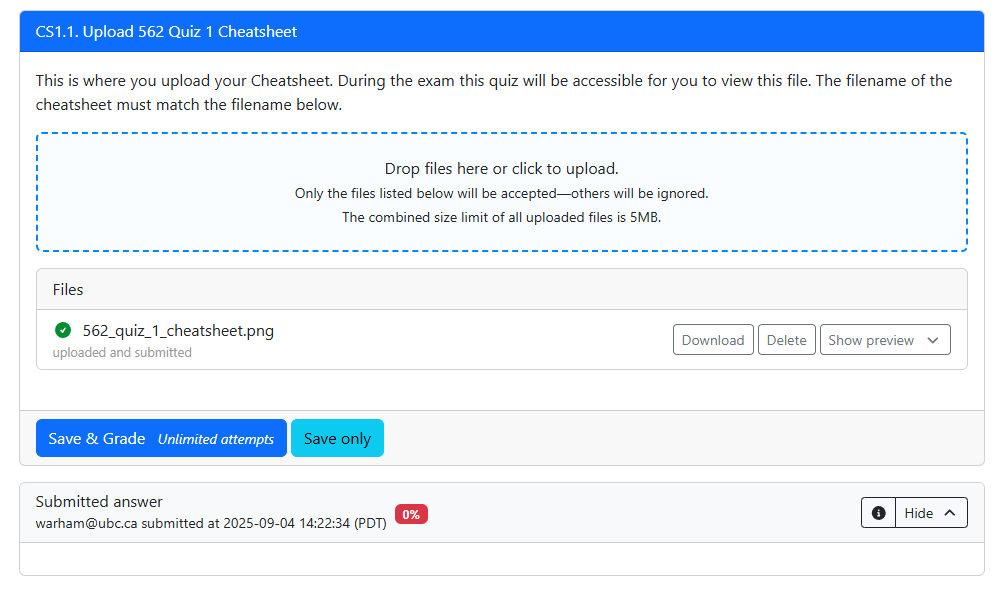 CS1.1. Upload 562 Quiz 1 Cheatsheet
This is where you upload your Cheatsheet. During the exam this quiz will be accessible for you to view this file. The filename of the
cheatsheet must match the filename below.
Drop files here or click to upload.
Only the files listed below will be accepted—others will be ignored.
The combined size limit of all uploaded files is 5MB.
Files
562_quiz_1_cheatsheet.png
uploaded and submitted
Download
Delete
Show preview
Save & Grade Unlimited attempts
Save only
Submitted answer
warham@ubc.ca submitted at 2025-09-04 14:22:34 (PDT)
0%
Hide